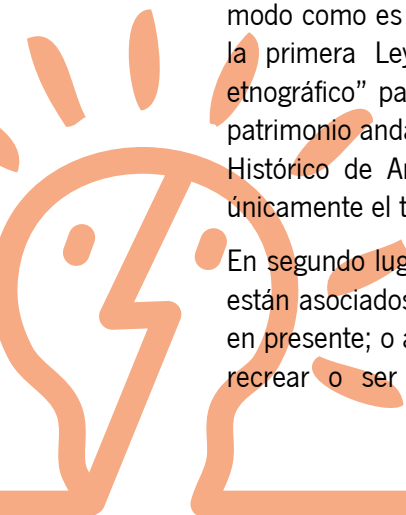 modo como es
la primera Ley
etnográfico” pa
patrimonio anda
Histórico de An
únicamente el t
En segundo lug
están asociados
en presente; o a
recrear o ser